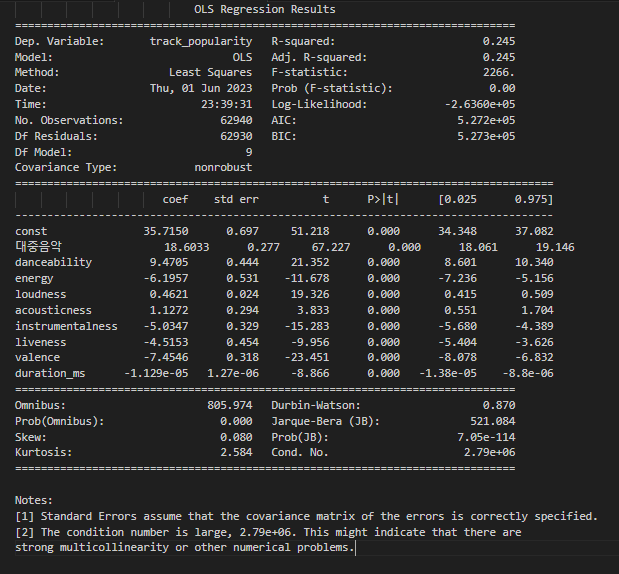 OLS Regression Results
==============================================================================
Dep. Variable:       track_popularity   R-squared:                       0.245
Model:                            OLS   Adj. R-squared:                  0.245
Method:                 Least Squares   F-statistic:                     2266.
Date:                Thu, 01 Jun 2023   Prob (F-statistic):               0.00
Time:                        23:39:31   Log-Likelihood:            -2.6360e+05
No. Observations:               62940   AIC:                         5.272e+05
Df Residuals:                   62930   BIC:                         5.273e+05
Df Model:                           9
Covariance Type:            nonrobust
====================================================================================
coef    std err          t      P>|t|      [0.025      0.975]
------------------------------------------------------------------------------------
const               35.7150      0.697     51.218      0.000      34.348      37.082
대중음악               18.6033      0.277     67.227      0.000      18.061      19.146
danceability         9.4705      0.444     21.352      0.000       8.601      10.340
energy              -6.1957      0.531    -11.678      0.000      -7.236      -5.156
loudness             0.4621      0.024     19.326      0.000       0.415       0.509
acousticness         1.1272      0.294      3.833      0.000       0.551       1.704
instrumentalness    -5.0347      0.329    -15.283      0.000      -5.680      -4.389
liveness            -4.5153      0.454     -9.956      0.000      -5.404      -3.626
valence             -7.4546      0.318    -23.451      0.000      -8.078      -6.832
duration_ms      -1.129e-05   1.27e-06     -8.866      0.000   -1.38e-05    -8.8e-06
==============================================================================
Omnibus:                      805.974   Durbin-Watson:                   0.870
Prob(Omnibus):                  0.000   Jarque-Bera (JB):              521.084
Skew:                           0.080   Prob(JB):                    7.05e-114
Kurtosis:                       2.584   Cond. No.                     2.79e+06
==============================================================================
Notes:
[1] Standard Errors assume that the covariance matrix of the errors is correctly specified.
[2] The condition number is large, 2.79e+06. This might indicate that there are
strong multicollinearity or other numerical problems.